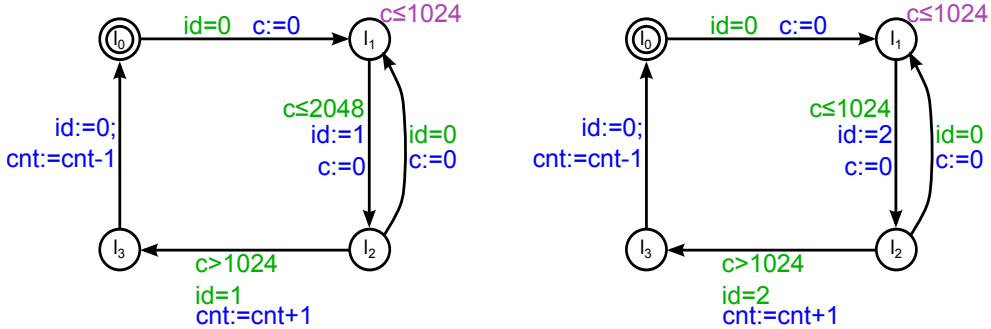 c≤1024
id=0 c:=0
l₀
l₁
c≤2048
id:=1
c:=0
id=0
c:=0
id:=0;
cnt:=cnt-1
l₃
l₂
c>1024
id=1
cnt:=cnt+1
c≤1024
id=0 c:=0
l₀
l₁
c≤1024
id:=2
c:=0
id=0
c:=0
id:=0;
cnt:=cnt-1
l₃
l₂
c>1024
id=2
cnt:=cnt+1